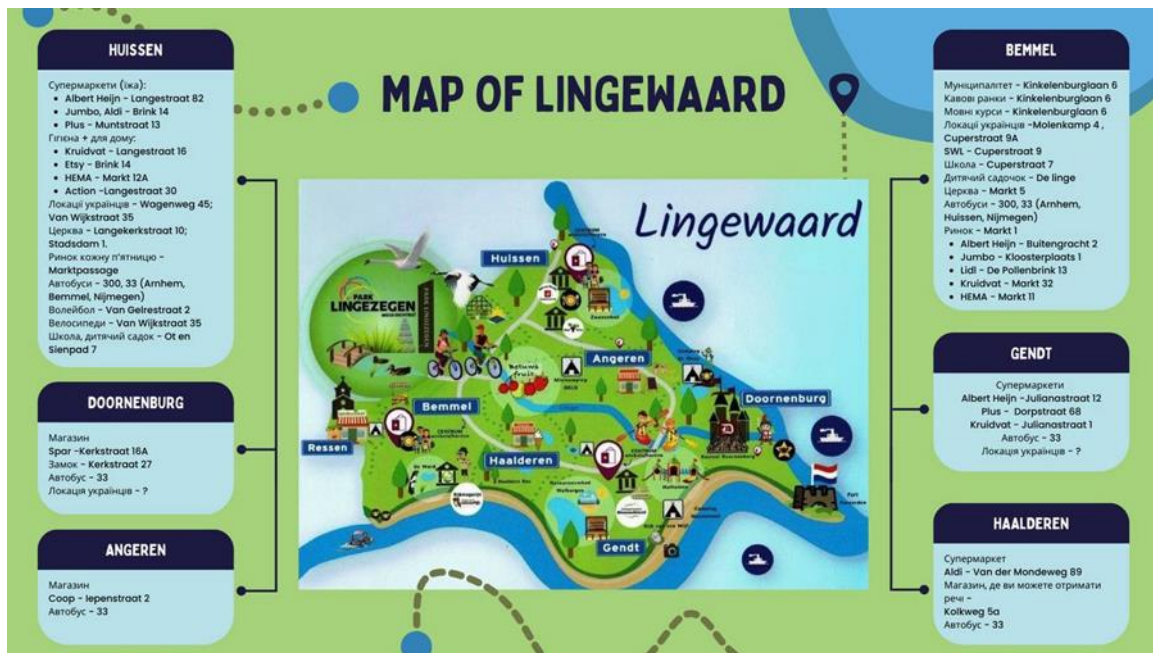 MAP OF LINGEWAARD
HUISSEN
Супермаркети (їжа):
• Albert Heijn - Langestraat 82
• Jumbo, Aldi - Brink 14
• Plus - Muntstraat 13
Гігієна + для дому:
• Kruidvat - Langestraat 16
• Etsy - Brink 14
• HEMA - Markt 12A
• Action -Langestraat 30
Локації українців - Wagenweg 45;
Van Wijkstraat 35
Церква - Langekerkstraat 10;
Stadsdam 1.
Ринок кожну п'ятницю -
Marktpassage
Автобуси - 300, 33 (Arnhem,
Bemmel, Nijmegen)
Волейбол - Van Gelrestraat 2
Велосипеди - Van Wijkstraat 35
Школа, дитячий садок - Ot en
Sienpad 7
DOORNENBURG
Магазин
Spar -Kerkstraat 16A
Замок - Kerkstraat 27
Автобус - 33
Локація українців - ?
ANGEREN
Магазин
Coop - Iepenstraat 2
Автобус - 33
Lingewaard
Huissen
PARK
LINGEZEGEN
PARK LINGEZEGEN
Angeren
Betuws
fruit
Doornenburg
Bemmel
Ressen
Haalderen
Gendt
BEMMEL
Муніципалітет - Kinkelenburglaan 6
Кавові ранки - Kinkelenburglaan 6
Мовні курси - Kinkelenburglaan 6
Локації українців -Molenkamp 4 ,
Cuperstraat 9A
SWL - Cuperstraat 9
Школа - Cuperstraat 7
Дитячий садочок - De linge
Церква - Markt 5
Автобуси - 300, 33 (Arnhem,
Huissen, Nijmegen)
Ринок - Markt 1
• Albert Heijn - Buitengracht 2
• Jumbo - Kloosterplaats 1
• Lidl - De Pollenbrink 13
• Kruidvat - Markt 32
• HEMA - Markt 11
GENDT
Супермаркети
Albert Heijn -Julianastraat 12
Plus - Dorpstraat 68
Kruidvat - Julianastraat 1
Автобус - 33
Локація українців - ?
HAALDEREN
Супермаркет
Aldi - Van der Mondeweg 89
Магазин, де ви можете отримати
речі -
Kolkweg 5a
Автобус - 33